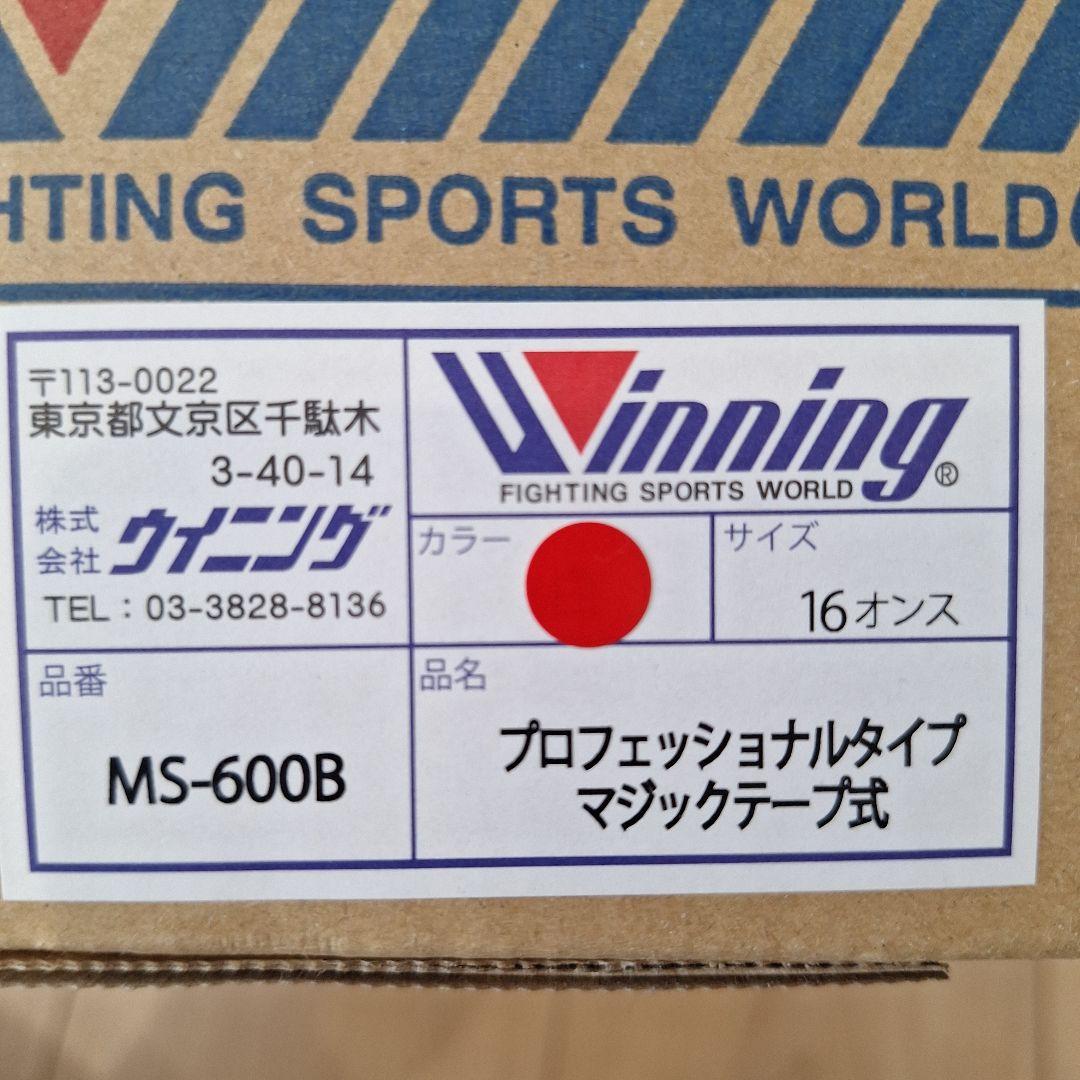 HTING SPORTS WORLD
〒113-0022
東京都文京区千駄木
3-40-14
株式
会社 ウイニング
TEL：03-3828-8136
Winning®
FIGHTING SPORTS WORLD
カラー
サイズ
16オンス
品番
MS-600B
品名
プロフェッショナルタイプ
マジックテープ式